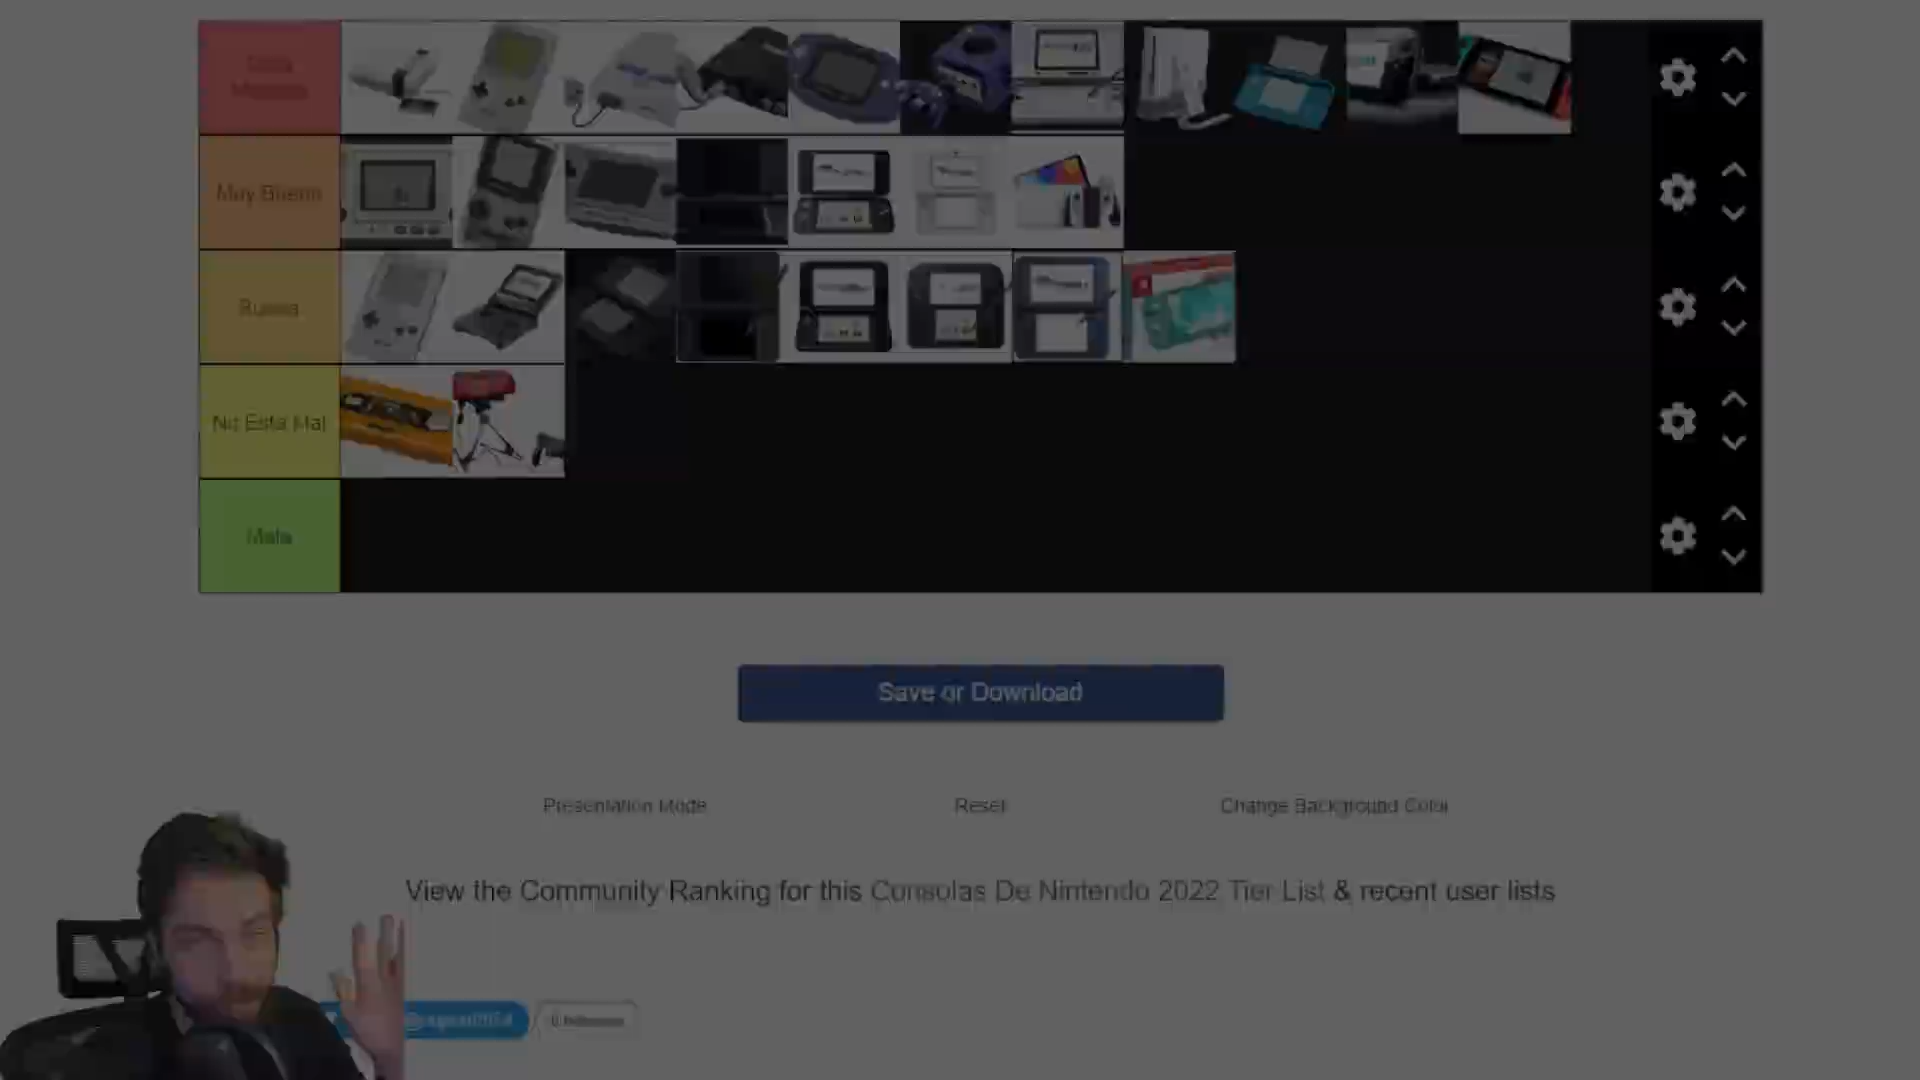 Muy Bueno
Bueno
No Esta Mal
Malo
Save or Download
Presentation Mode
Reset
Change Background Color
View the Community Ranking for this Consolas De Nintendo 2022 Tier List & recent user lists